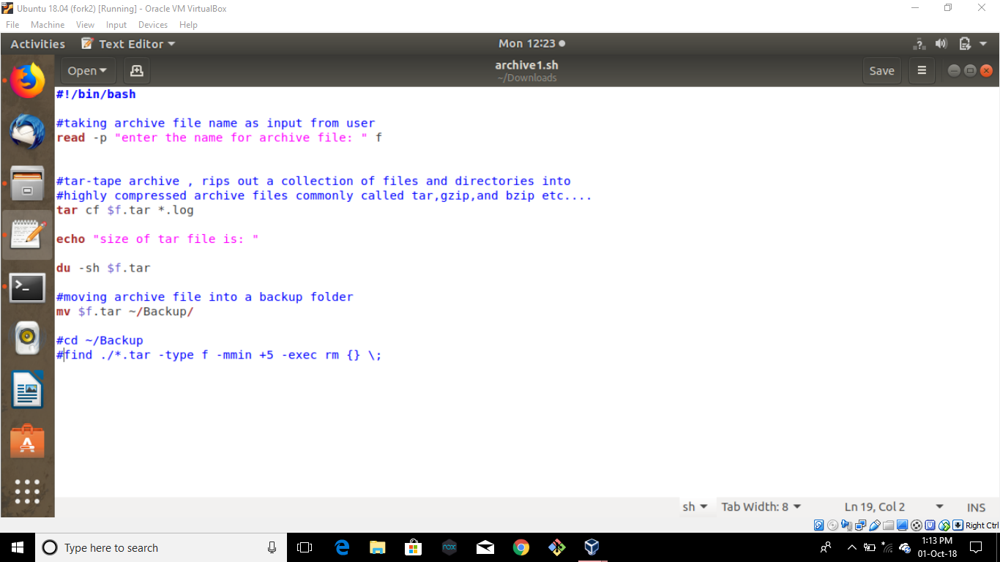 Ubuntu 18.04 (fork2) [Running] - Oracle VM VirtualBox
File Machine View Input Devices Help
Activities Text Editor Mon 12:23
Open archive1.sh Save
~/Downloads
#!/bin/bash
#taking archive file name as input from user
read -p "enter the name for archive file: " f
#tar-tape archive , rips out a collection of files and directories into
#highly compressed archive files commonly called tar,gzip,and bzip etc....
tar cf $f.tar *.log
echo "size of tar file is: "
du -sh $f.tar
#moving archive file into a backup folder
mv $f.tar ~/Backup/
#cd ~/Backup
#find ./*.tar -type f -mmin +5 -exec rm {} \;
sh Tab Width: 8 Ln 19, Col 2 INS
Right Ctrl
Type here to search
1:13 PM
01-Oct-18